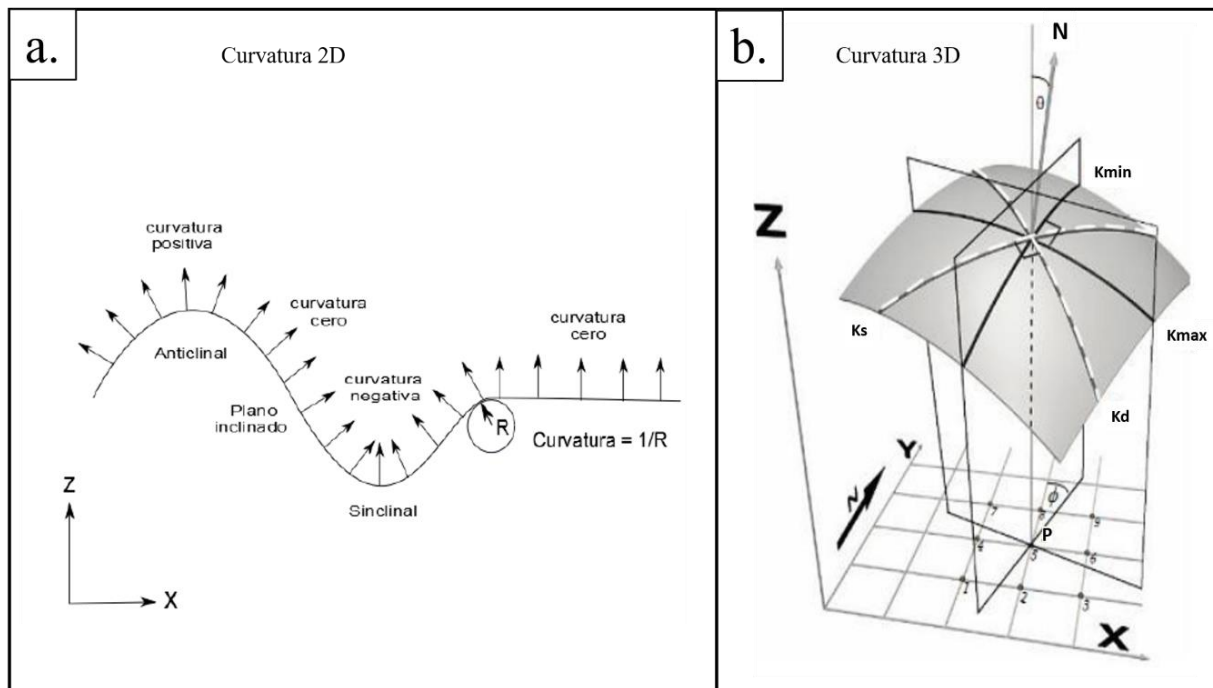 a.
Curvatura 2D
curvatura
positiva
curvatura
cero
Anticlinal
curvatura
negativa
Plano
inclinado
curvatura
cero
R
Curvatura = 1/R
Sinclinal
Z
X
b.
Curvatura 3D
N
θ
Kmin
Z
Ks
Kmax
Kd
Y
N
ϕ
P
7
8
9
4
5
6
1
2
3
X